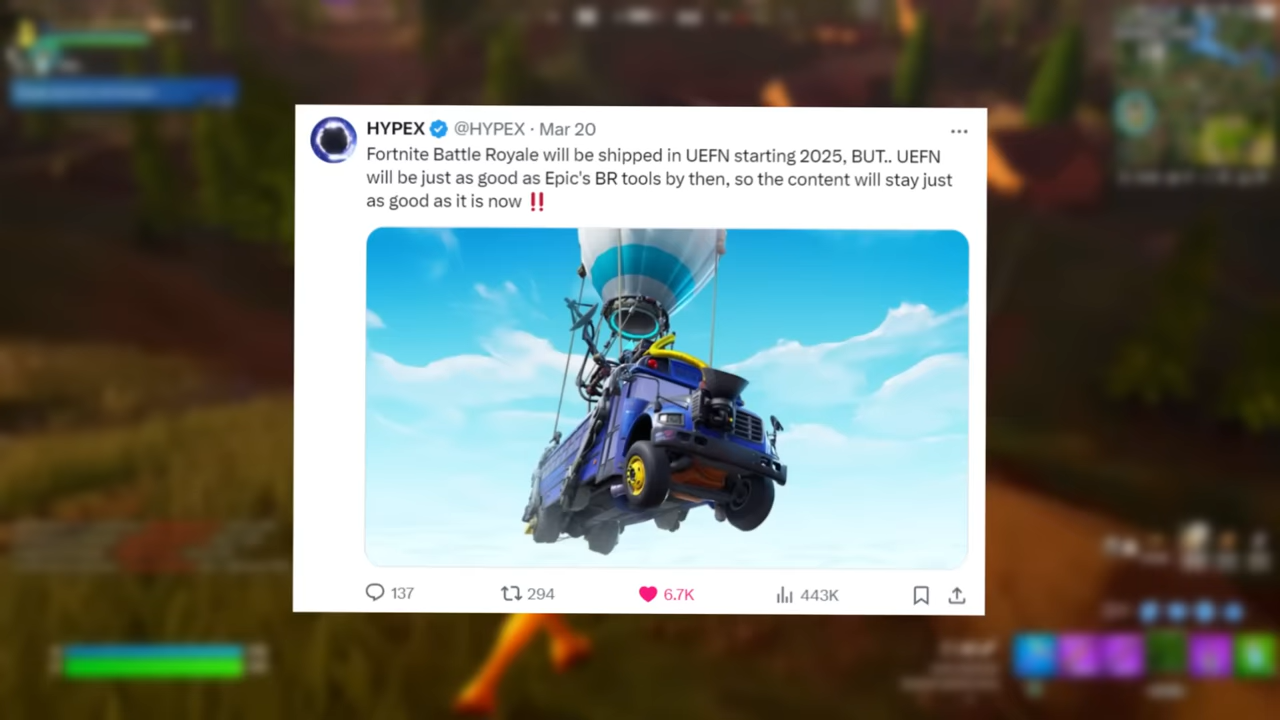 HYPEX @HYPEX · Mar 20
Fortnite Battle Royale will be shipped in UEFN starting 2025, BUT.. UEFN
will be just as good as Epic's BR tools by then, so the content will stay just
as good as it is now ‼️
137 294 6.7K 443K